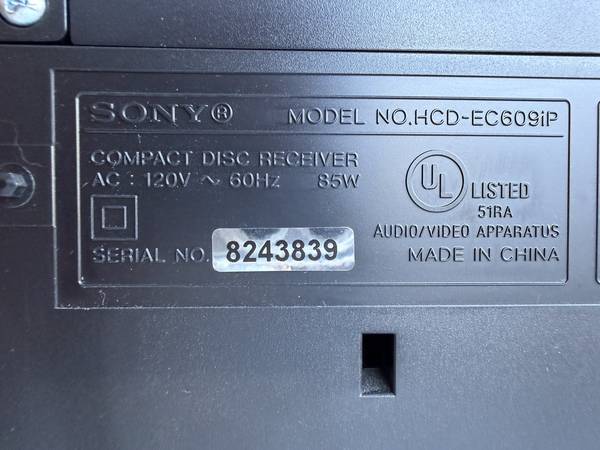 SONY® MODEL NO.HCD-EC609iP
COMPACT DISC RECEIVER
AC : 120V ~ 60Hz 85W
UL LISTED
51RA
AUDIO/VIDEO APPARATUS
SERIAL NO. 8243839 MADE IN CHINA